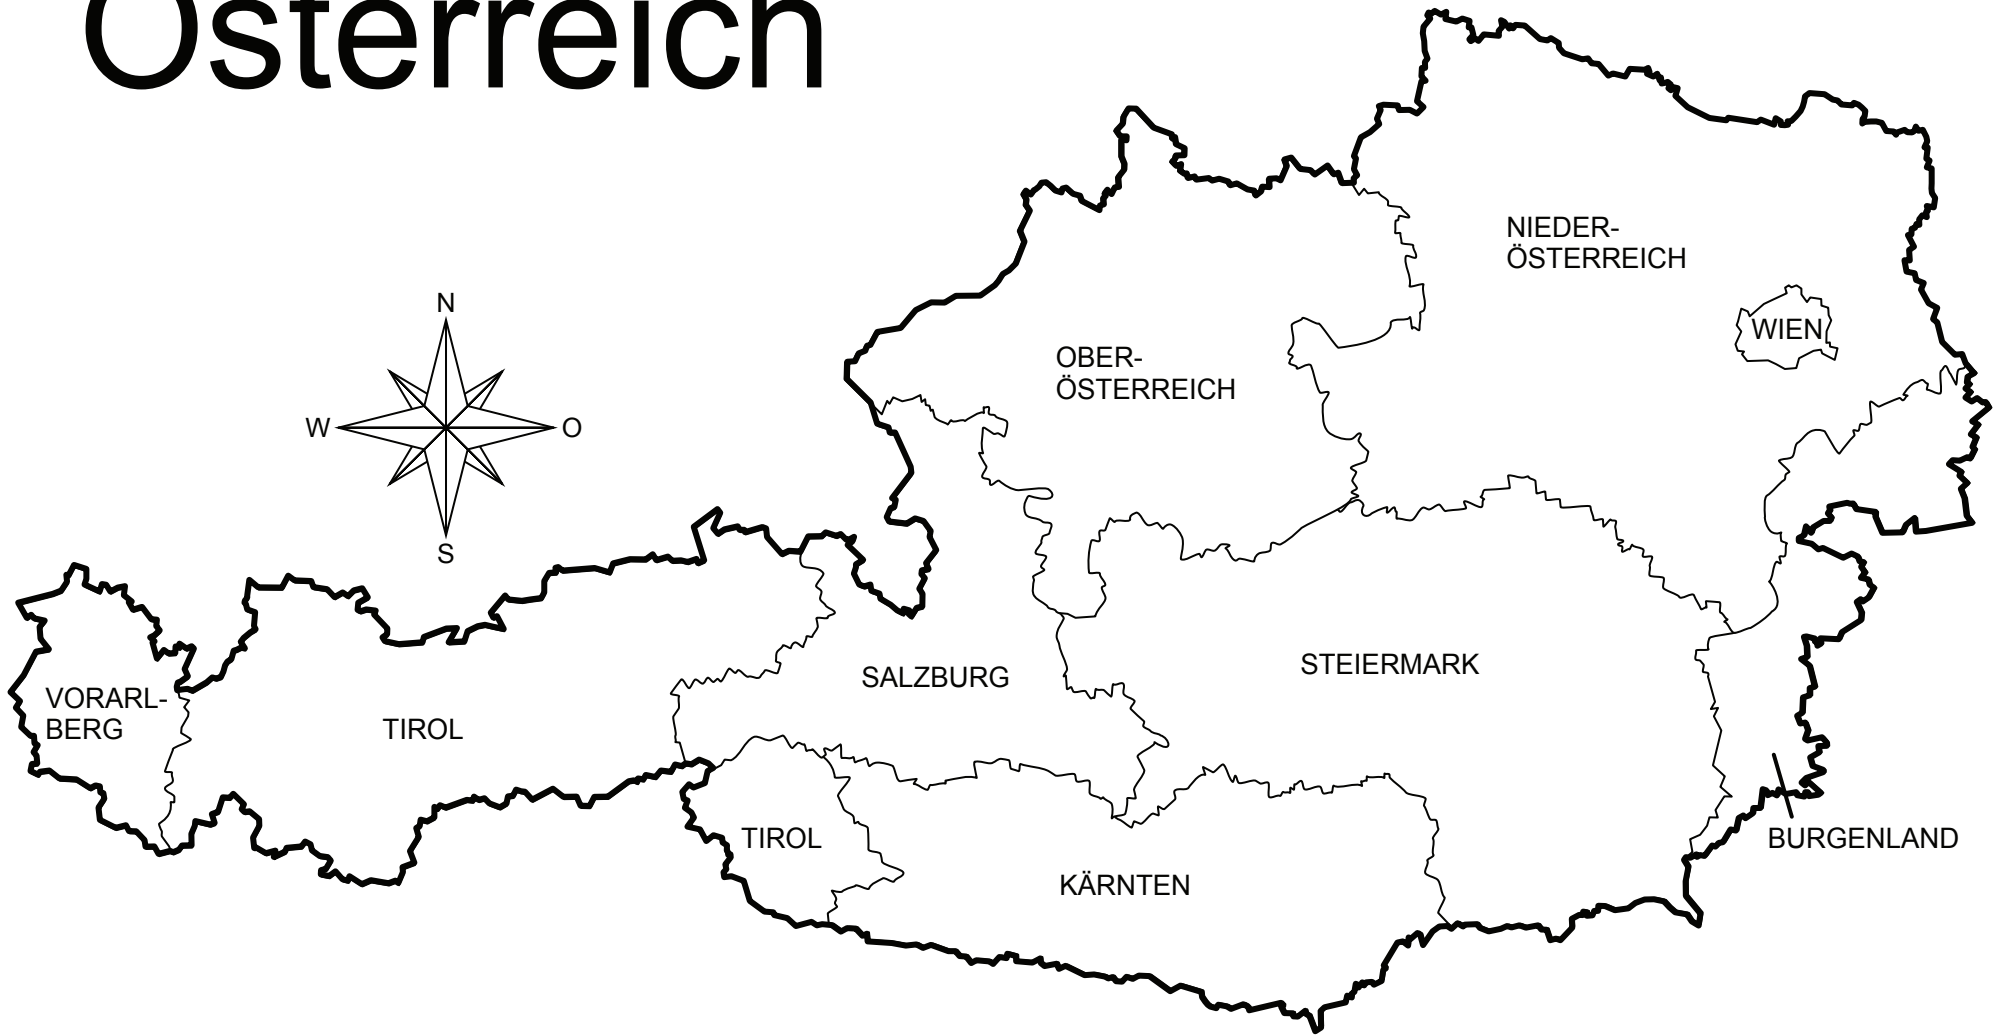 Österreich
NIEDER-
ÖSTERREICH
N
WIEN
OBER-
ÖSTERREICH
W
O
S
STEIERMARK
SALZBURG
VORARL-
BERG
TIROL
TIROL
BURGENLAND
KÄRNTEN